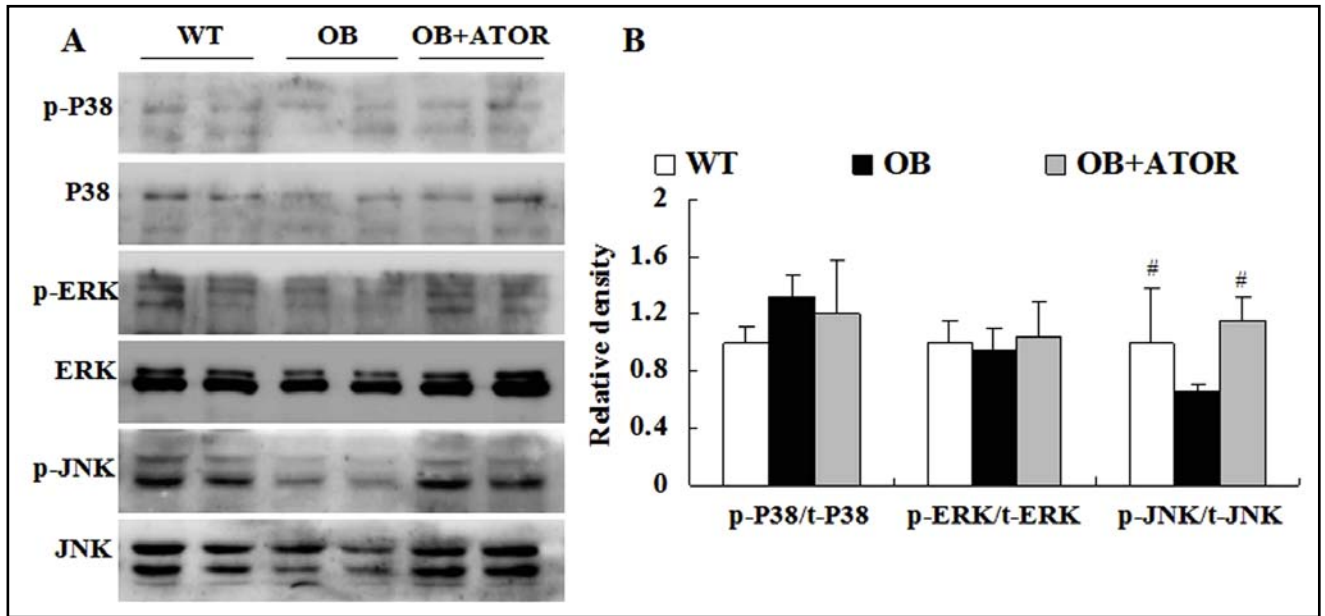 A
WT OB OB+ATOR
p-P38
P38
p-ERK
ERK
p-JNK
JNK
B
WT OB OB+ATOR
Relative density
2
1.6
1.2
0.8
0.4
0
# #
p-P38/t-P38 p-ERK/t-ERK p-JNK/t-JNK